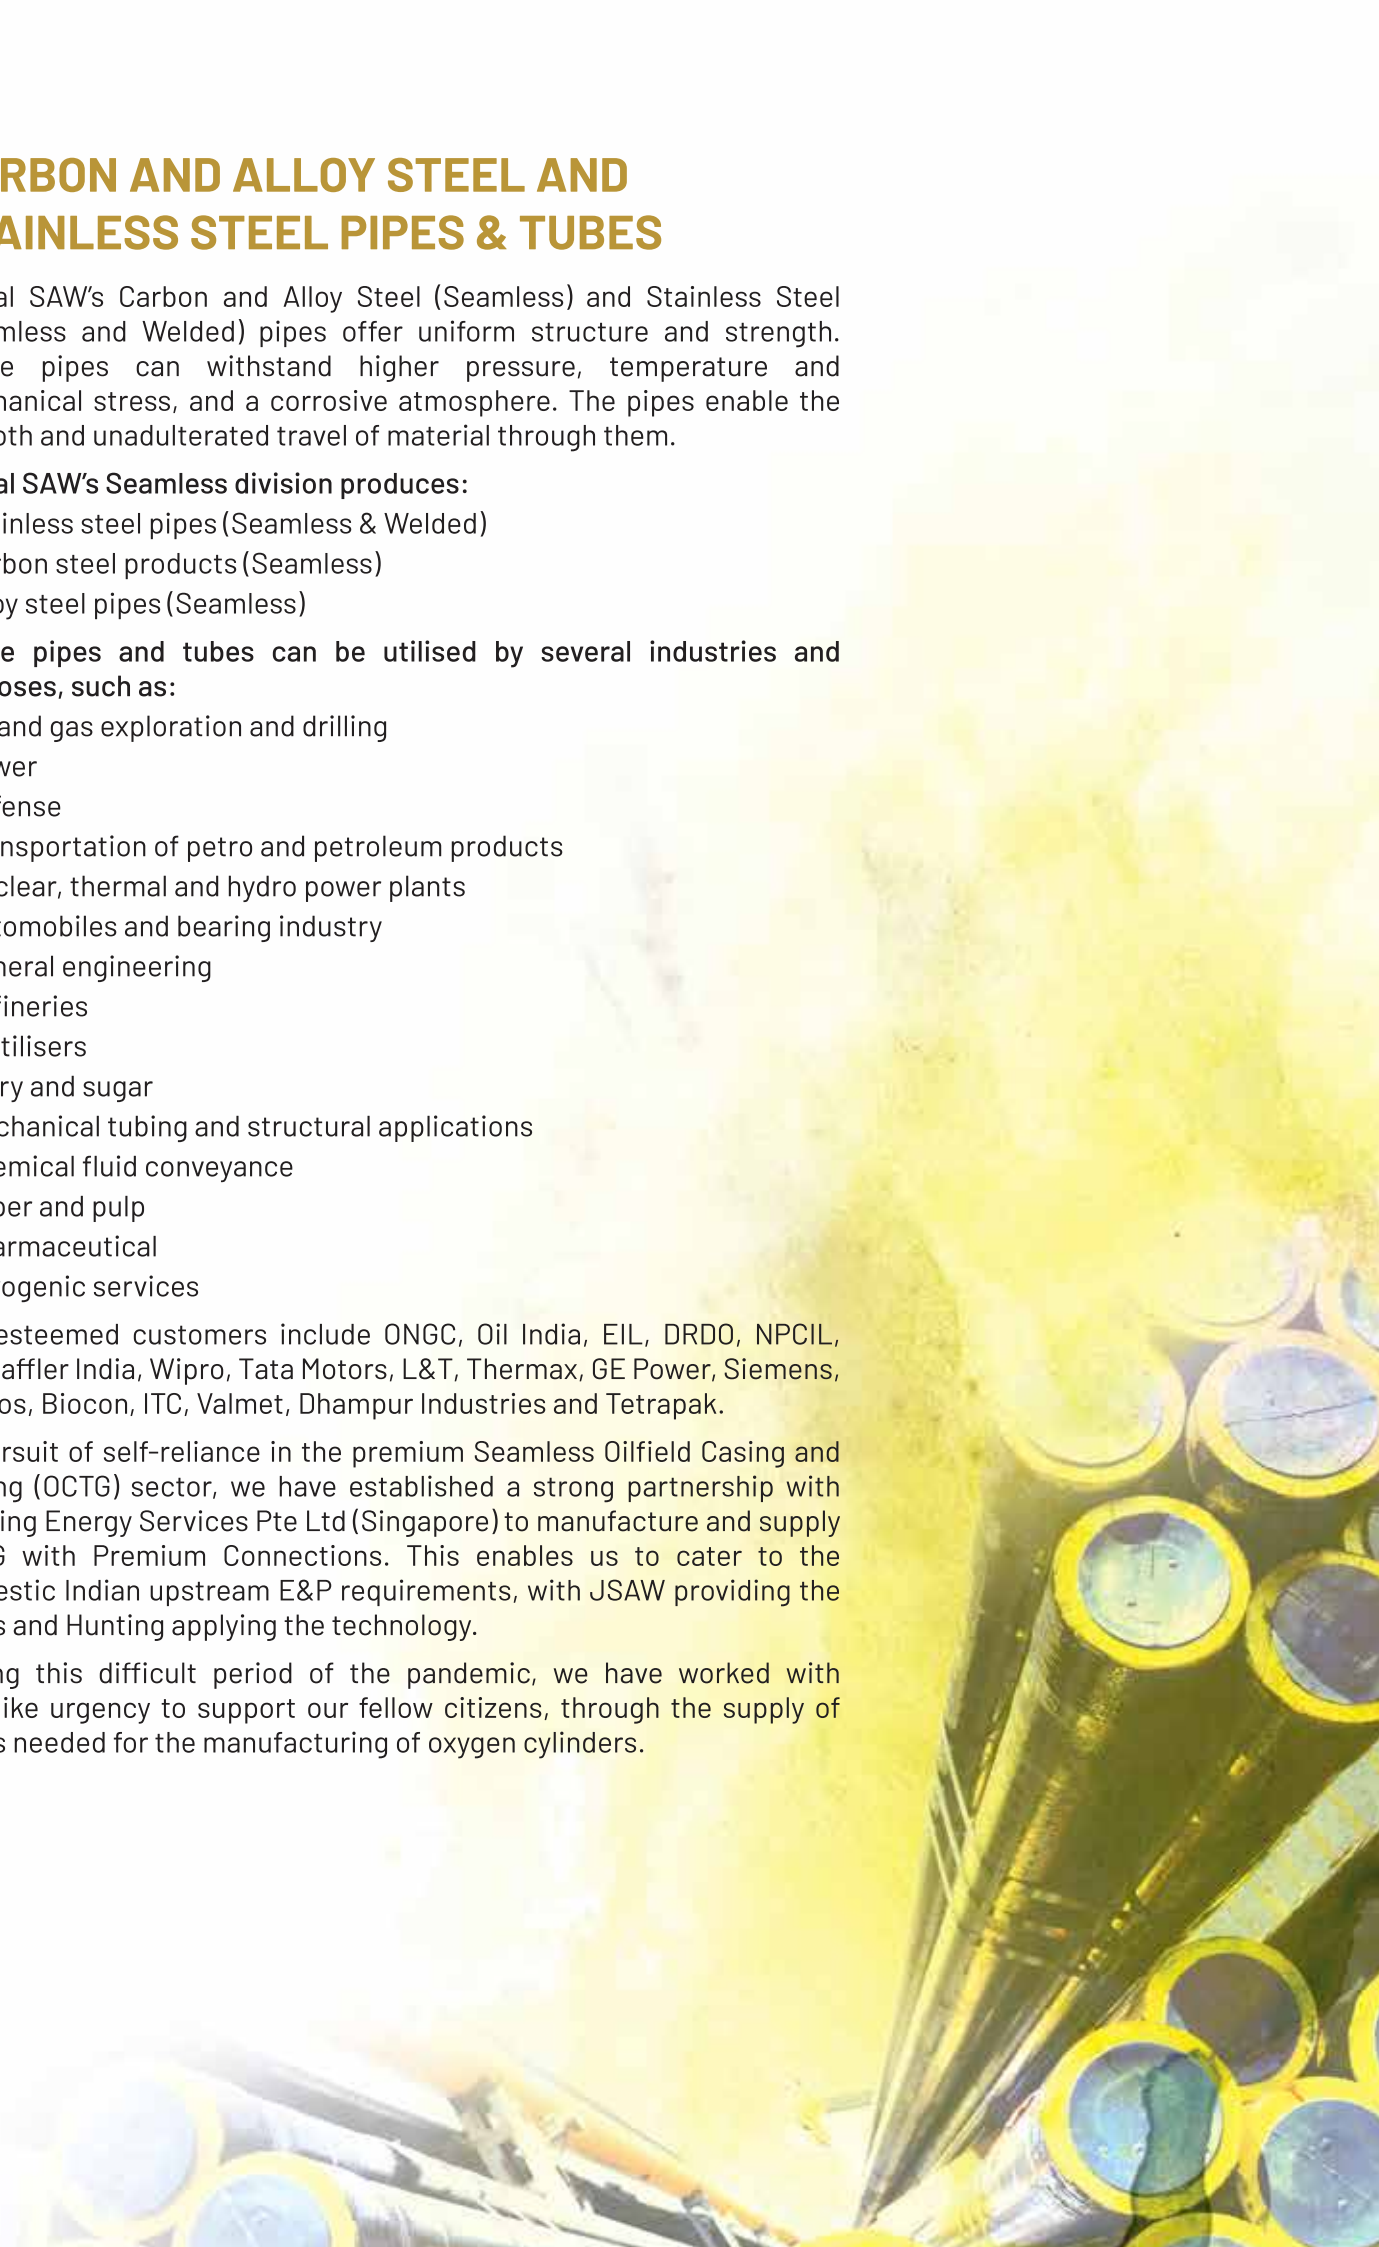 RBON AND ALLOY STEEL AND
AINLESS STEEL PIPES & TUBES
al SAW's Carbon and Alloy Steel (Seamless) and Stainless Steel
mless and Welded) pipes offer uniform structure and strength.
e pipes can withstand higher pressure, temperature and
hanical stress, and a corrosive atmosphere. The pipes enable the
oth and unadulterated travel of material through them.
al SAW's Seamless division produces:
inless steel pipes (Seamless & Welded)
rbon steel products (Seamless)
oy steel pipes (Seamless)
e pipes and tubes can be utilised by several industries and
oses, such as:
and gas exploration and drilling
wer
fense
nsportation of petro and petroleum products
clear, thermal and hydro power plants
tomobiles and bearing industry
neral engineering
fineries
tilisers
ry and sugar
chanical tubing and structural applications
emical fluid conveyance
per and pulp
armaceutical
ogenic services
esteemed customers include ONGC, Oil India, EIL, DRDO, NPCIL,
affler India, Wipro, Tata Motors, L&T, Thermax, GE Power, Siemens,
os, Biocon, ITC, Valmet, Dhampur Industries and Tetrapak.
rsuit of self-reliance in the premium Seamless Oilfield Casing and
ng (OCTG) sector, we have established a strong partnership with
ing Energy Services Pte Ltd (Singapore) to manufacture and supply
G with Premium Connections. This enables us to cater to the
estic Indian upstream E&P requirements, with JSAW providing the
s and Hunting applying the technology.
ng this difficult period of the pandemic, we have worked with
ike urgency to support our fellow citizens, through the supply of
s needed for the manufacturing of oxygen cylinders.